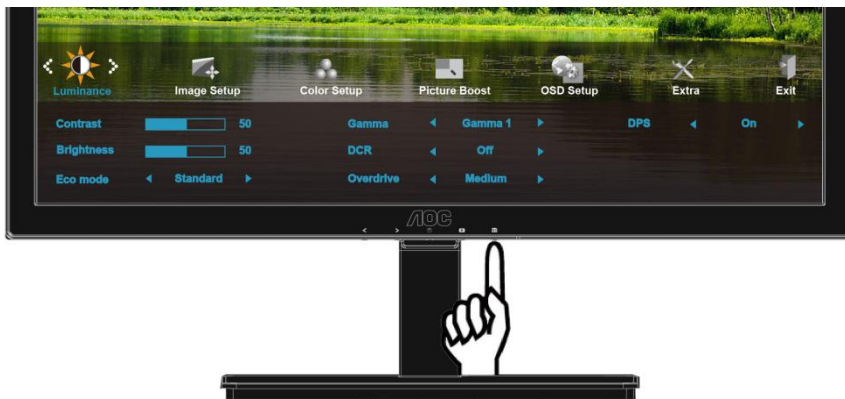 Luminance Image Setup Color Setup Picture Boost OSD Setup Extra Exit
Contrast 50 Gamma Gamma 1 DPS On
Brightness 50 DCR Off
Eco mode Standard Overdrive Medium
AOC
< >